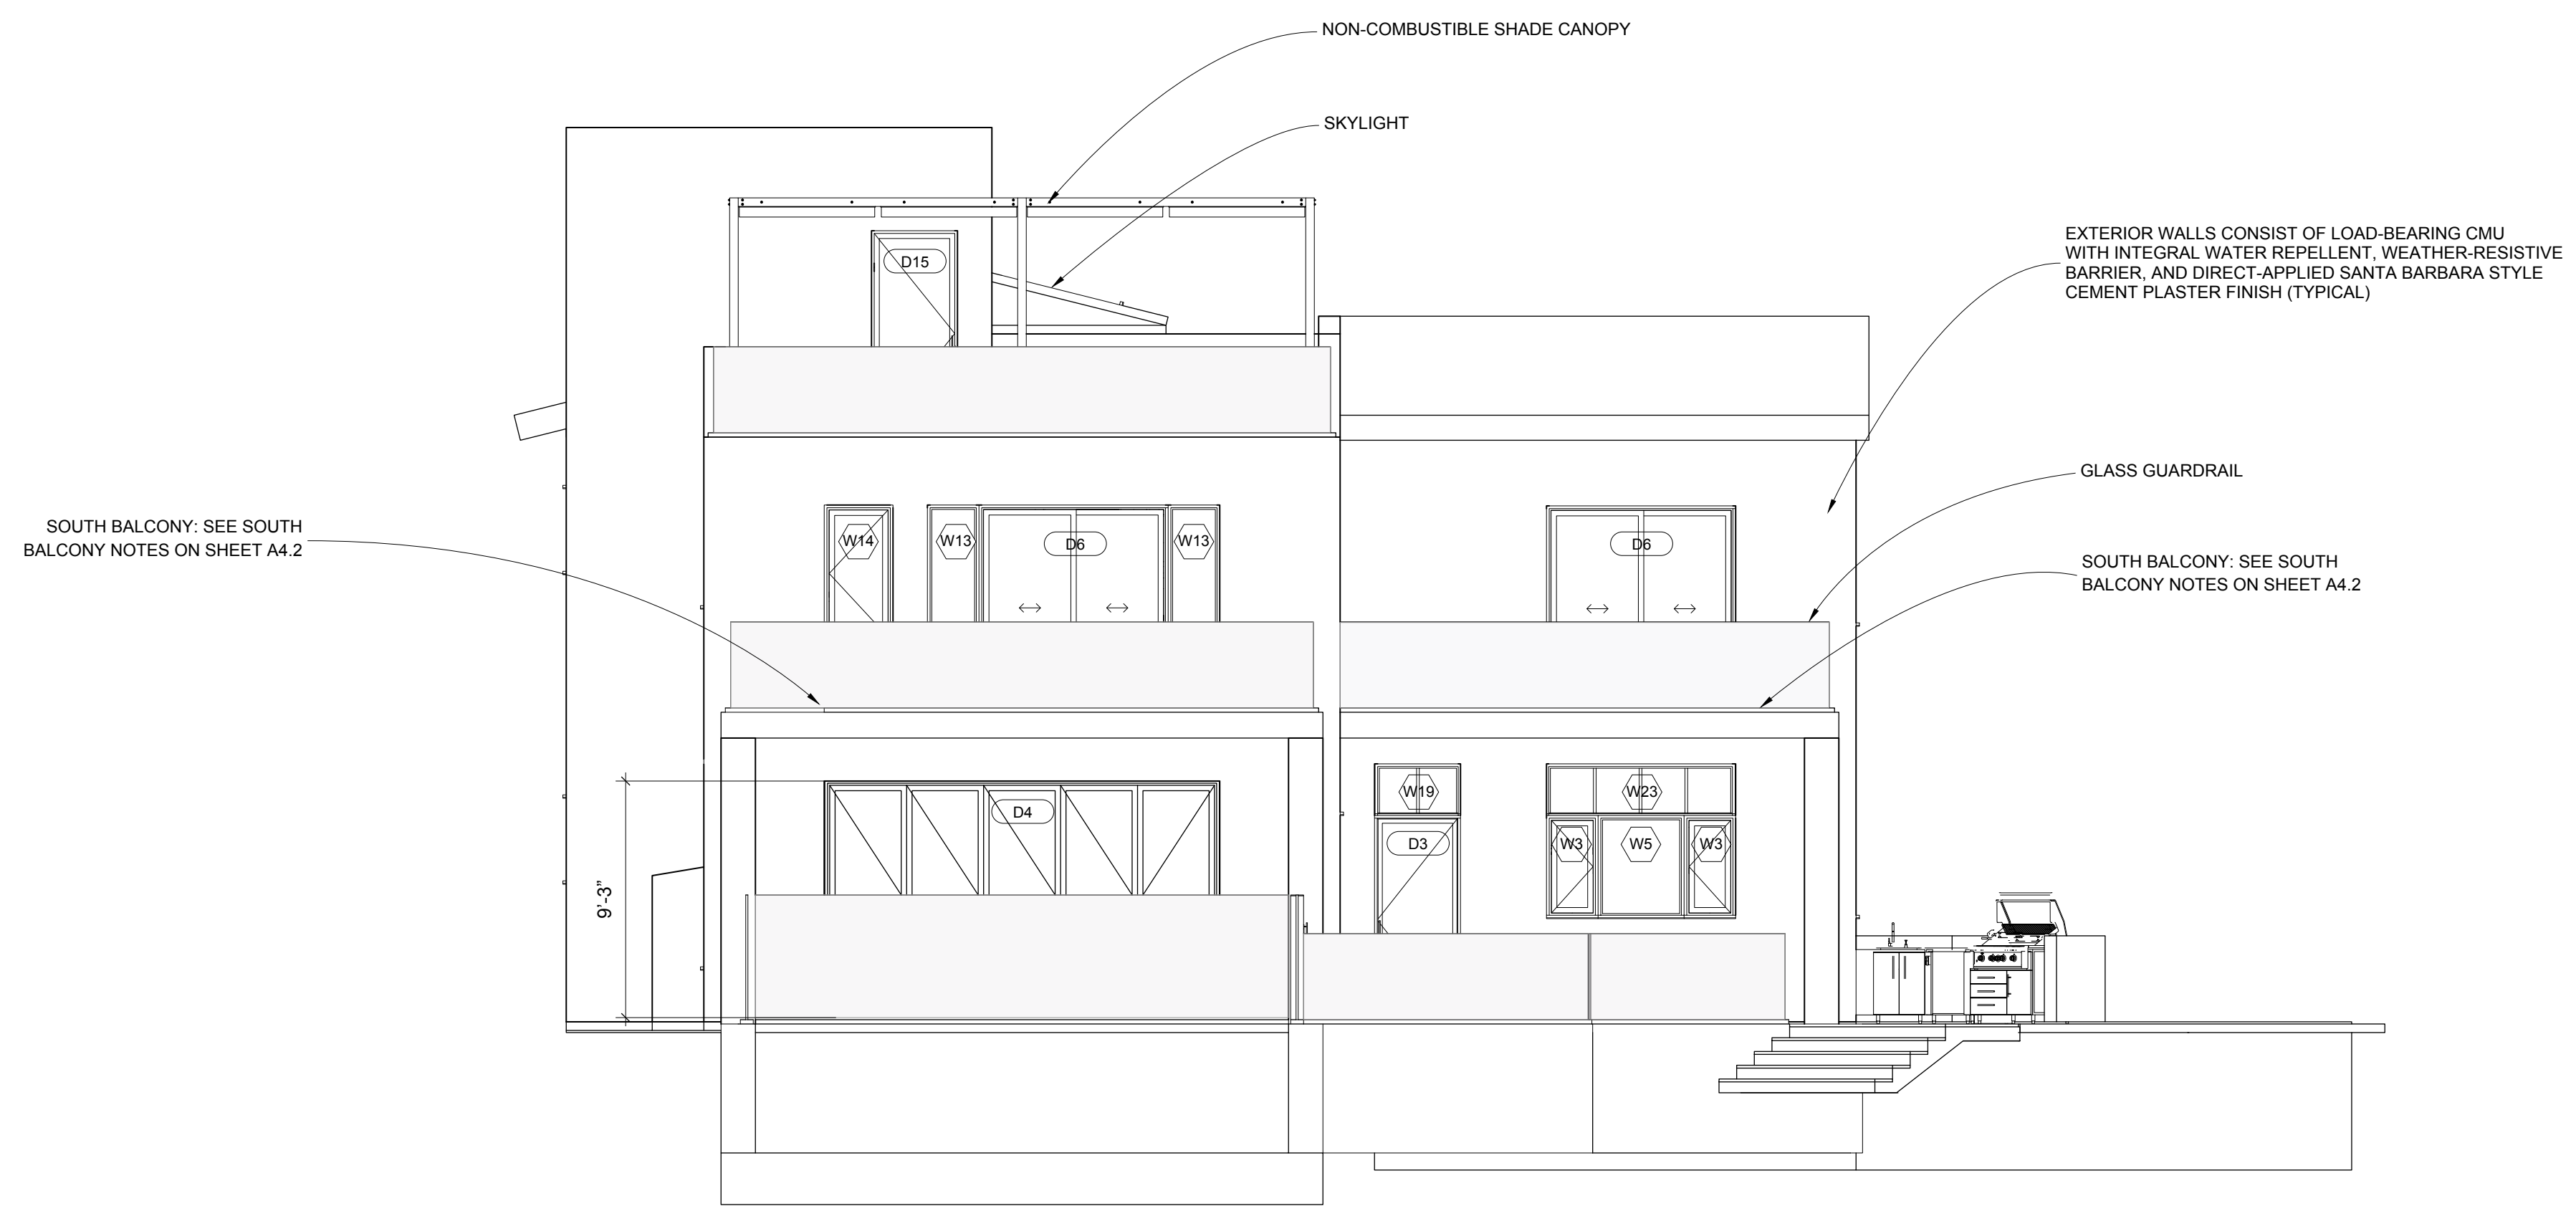 NON-COMBUSTIBLE SHADE CANOPY
SKYLIGHT
EXTERIOR WALLS CONSIST OF LOAD-BEARING CMU
WITH INTEGRAL WATER REPELLENT, WEATHER-RESISTIVE
BARRIER, AND DIRECT-APPLIED SANTA BARBARA STYLE
CEMENT PLASTER FINISH (TYPICAL)
D15
GLASS GUARDRAIL
SOUTH BALCONY: SEE SOUTH
BALCONY NOTES ON SHEET A4.2
W14
W13
D6
W13
D6
SOUTH BALCONY: SEE SOUTH
BALCONY NOTES ON SHEET A4.2
W19
W23
D4
D3
W3
W5
W3
9'-3"